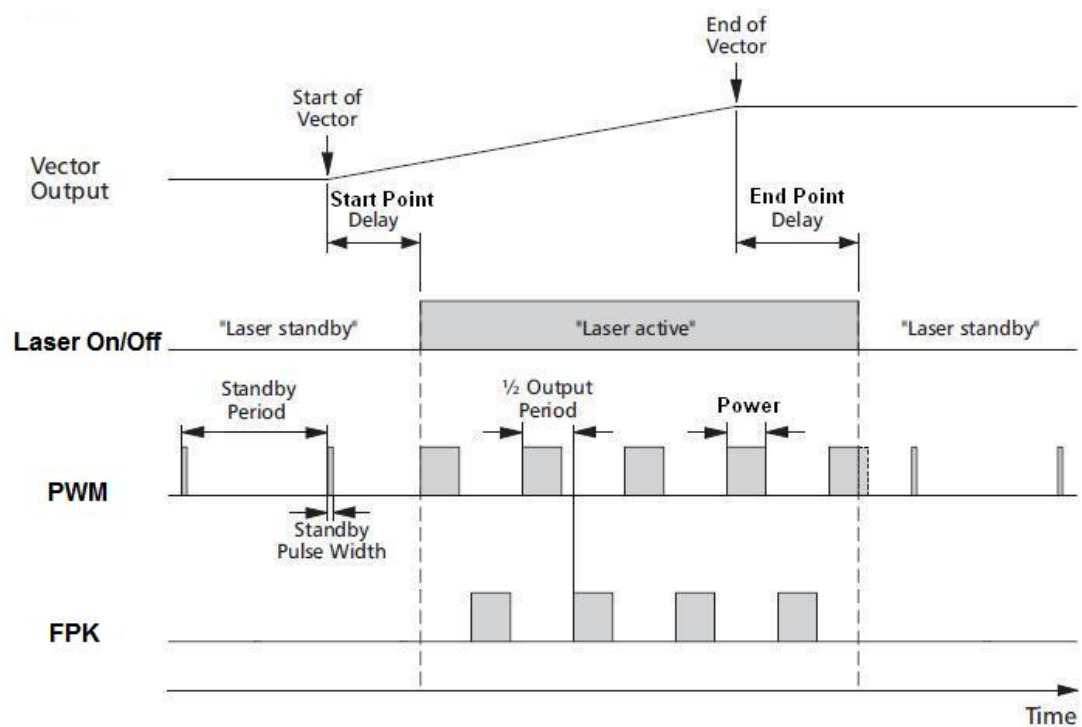 End of
Vector
Start of
Vector
Vector
Output
Start Point
Delay
End Point
Delay
Laser On/Off
"Laser standby"
"Laser active"
"Laser standby"
Standby
Period
½ Output
Period
Power
PWM
Standby
Pulse Width
FPK
Time